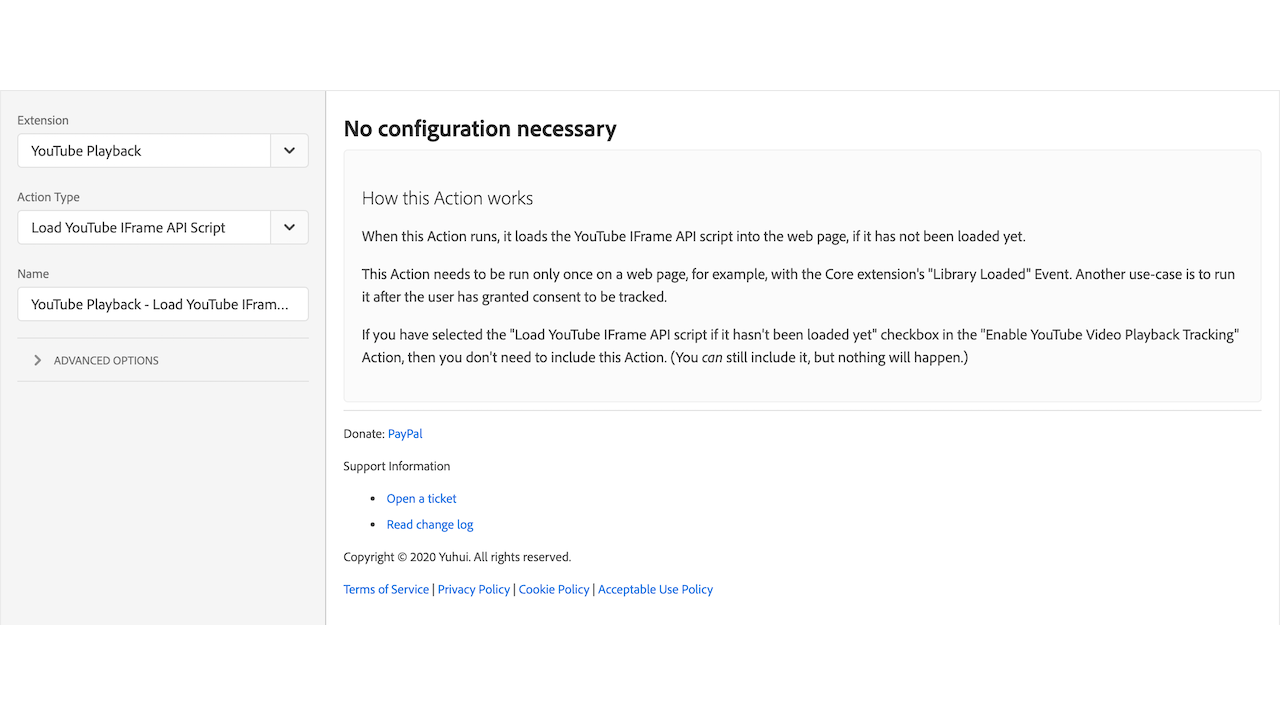 Extension
YouTube Playback
Action Type
Load YouTube IFrame API Script
Name
YouTube Playback - Load YouTube IFram...
ADVANCED OPTIONS
No configuration necessary
How this Action works
When this Action runs, it loads the YouTube IFrame API script into the web page, if it has not been loaded yet.
This Action needs to be run only once on a web page, for example, with the Core extension's "Library Loaded" Event. Another use-case is to run
it after the user has granted consent to be tracked.
If you have selected the "Load YouTube IFrame API script if it hasn't been loaded yet" checkbox in the "Enable YouTube Video Playback Tracking"
Action, then you don't need to include this Action. (You can still include it, but nothing will happen.)
Donate: PayPal
Support Information
• Open a ticket
• Read change log
Copyright © 2020 Yuhui. All rights reserved.
Terms of Service | Privacy Policy | Cookie Policy | Acceptable Use Policy